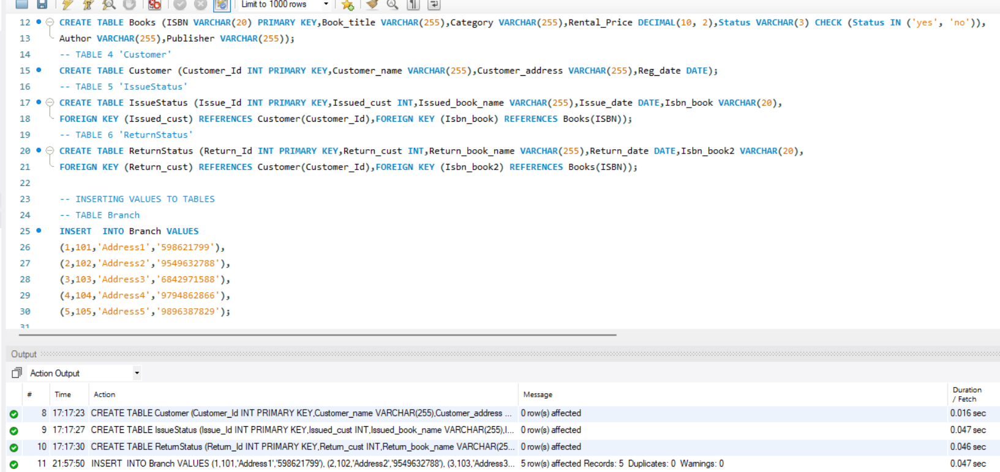 Limit to 1000 rows
12 CREATE TABLE Books (ISBN VARCHAR(20) PRIMARY KEY,Book_title VARCHAR(255),Category VARCHAR(255),Rental_Price DECIMAL(10, 2),Status VARCHAR(3) CHECK (Status IN ('yes', 'no')),
13 Author VARCHAR(255),Publisher VARCHAR(255));
14 -- TABLE 4 'Customer'
15 CREATE TABLE Customer (Customer_Id INT PRIMARY KEY,Customer_name VARCHAR(255),Customer_address VARCHAR(255),Reg_date DATE);
16 -- TABLE 5 'IssueStatus'
17 CREATE TABLE IssueStatus (Issue_Id INT PRIMARY KEY,Issued_cust INT,Issued_book_name VARCHAR(255),Issue_date DATE,Isbn_book VARCHAR(20),
18 FOREIGN KEY (Issued_cust) REFERENCES Customer(Customer_Id),FOREIGN KEY (Isbn_book) REFERENCES Books(ISBN));
19 -- TABLE 6 'ReturnStatus'
20 CREATE TABLE ReturnStatus (Return_Id INT PRIMARY KEY,Return_cust INT,Return_book_name VARCHAR(255),Return_date DATE,Isbn_book2 VARCHAR(20),
21 FOREIGN KEY (Return_cust) REFERENCES Customer(Customer_Id),FOREIGN KEY (Isbn_book2) REFERENCES Books(ISBN));
22
23 -- INSERTING VALUES TO TABLES
24 -- TABLE Branch
25 INSERT  INTO Branch VALUES
26 (1,101,'Address1','598621799'),
27 (2,102,'Address2','9549632788'),
28 (3,103,'Address3','6842971588'),
29 (4,104,'Address4','9794862866'),
30 (5,105,'Address5','9896387829');
31
Output
Action Output
# Time Action Message Duration / Fetch
8 17:17:23 CREATE TABLE Customer (Customer_Id INT PRIMARY KEY,Customer_name VARCHAR(255),Customer_address ... 0 row(s) affected 0.016 sec
9 17:17:27 CREATE TABLE IssueStatus (Issue_Id INT PRIMARY KEY,Issued_cust INT,Issued_book_name VARCHAR(255),I... 0 row(s) affected 0.047 sec
10 17:17:30 CREATE TABLE ReturnStatus (Return_Id INT PRIMARY KEY,Return_cust INT,Return_book_name VARCHAR(25... 0 row(s) affected 0.046 sec
11 21:57:50 INSERT  INTO Branch VALUES (1,101,'Address1','598621799'), (2,102,'Address2','9549632788'), (3,103,'Address3... 5 row(s) affected Records: 5  Duplicates: 0  Warnings: 0 0.047 sec